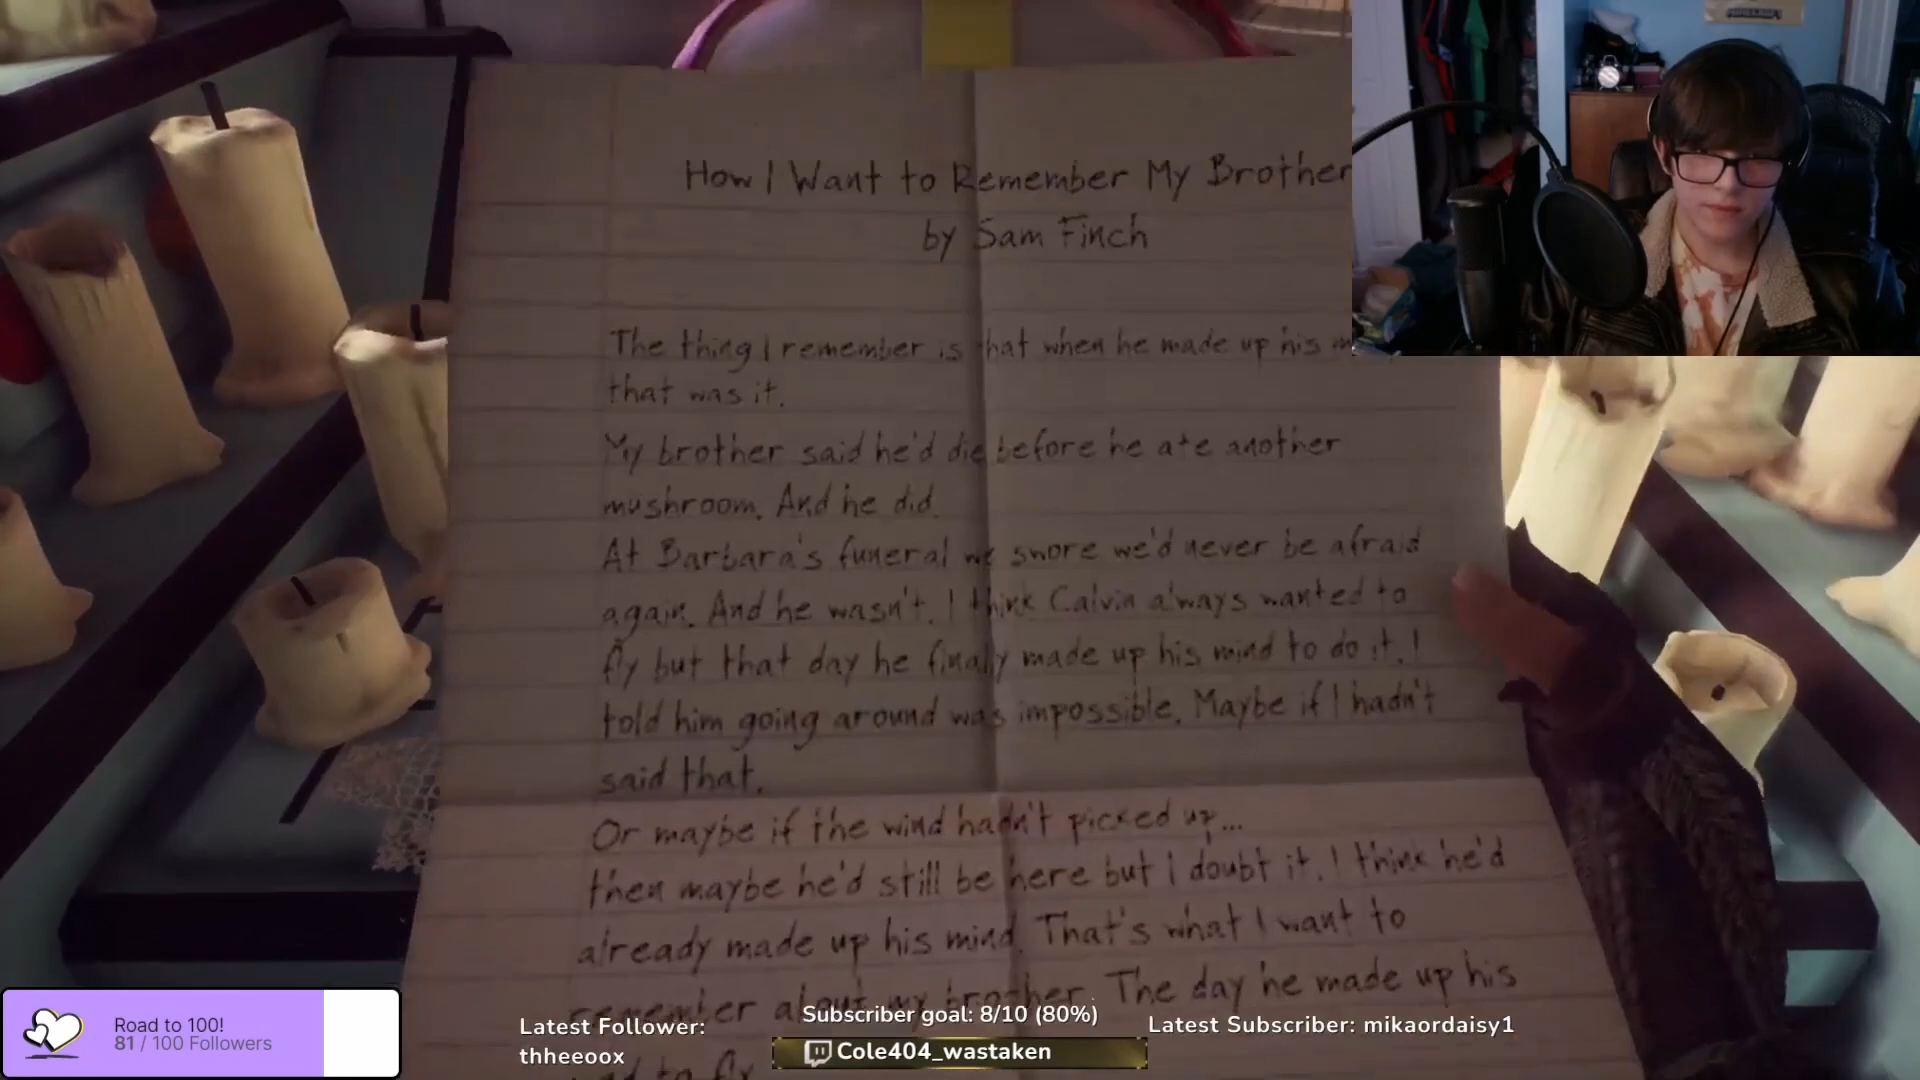 How I Want to Remember My Brother
by Sam Finch
The thing I remember is that when he made up his
that was it.
My brother said he'd die before he ate another
mushroom. And he did.
At Barbara's funeral we swore we'd never be afraid
again. And he wasn't. I think Calvin always wanted to
fly but that day he finally made up his mind to do it. I
told him going around was impossible. Maybe if I hadn't
said that.
Or maybe if the wind hadn't picked up...
then maybe he'd still be here but I doubt it. I think he'd
already made up his mind. That's what I want to
remember about my brother. The day he made up his
to fly
Road to 100!
81 / 100 Followers
Latest Follower:
thheeoox
Subscriber goal: 8/10 (80%)
Cole404_wastaken
Latest Subscriber: mikaordaisy1